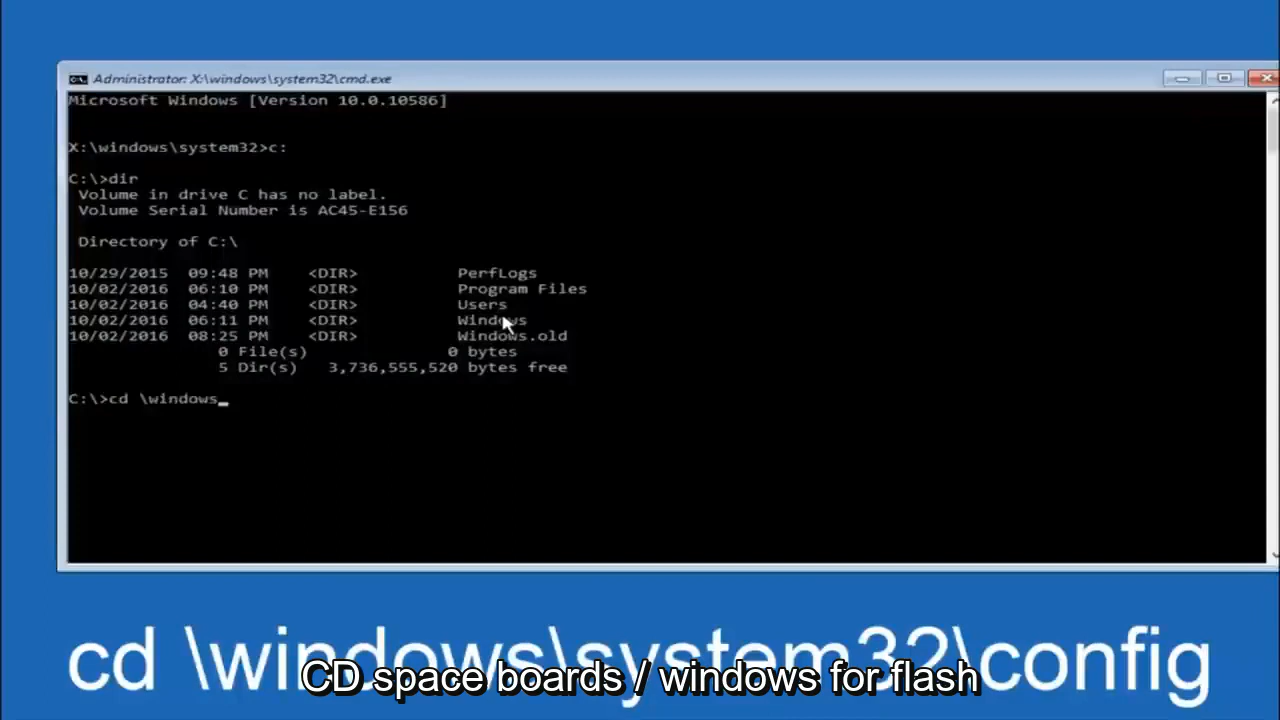 Administrator: X:\windows\system32\cmd.exe
Microsoft Windows [Version 10.0.10586]
X:\windows\system32>c:
C:\>dir
Volume in drive C has no label.
Volume Serial Number is AC45-E156
Directory of C:\
10/29/2015 09:48 PM <DIR> PerfLogs
10/02/2016 06:10 PM <DIR> Program Files
10/02/2016 04:40 PM <DIR> Users
10/02/2016 06:11 PM <DIR> Windows
10/02/2016 08:25 PM <DIR> Windows.old
0 File(s) 0 bytes
5 Dir(s) 3,736,555,520 bytes free
C:\>cd \windows_
cd \windows\system32\config
CD space boards / windows for flash